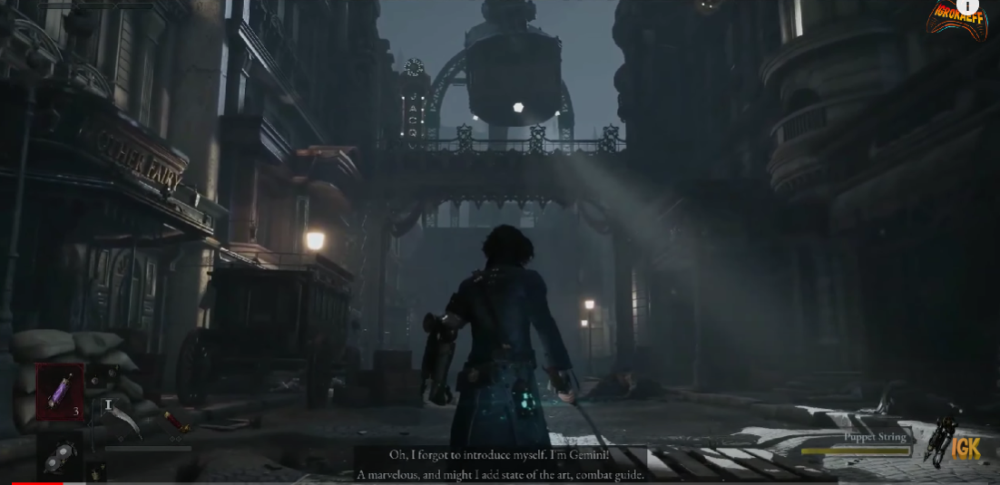 IGROKAEFF
JACQ
OTHER FAIRY
3
I
Puppet String
IGK
Oh, I forgot to introduce myself. I'm Gemini!
A marvelous, and might I add state of the art, combat guide.